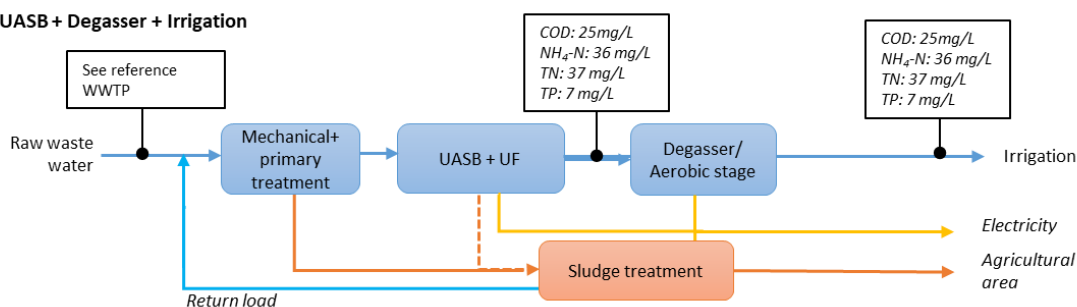 UASB + Degasser + Irrigation
See reference
WWTP
COD: 25mg/L
NH4-N: 36 mg/L
TN: 37 mg/L
TP: 7 mg/L
COD: 25mg/L
NH4-N: 36 mg/L
TN: 37 mg/L
TP: 7 mg/L
Raw waste
water
Mechanical+
primary
treatment
UASB + UF
Degasser/
Aerobic stage
Irrigation
Electricity
Sludge treatment
Agricultural
area
Return load